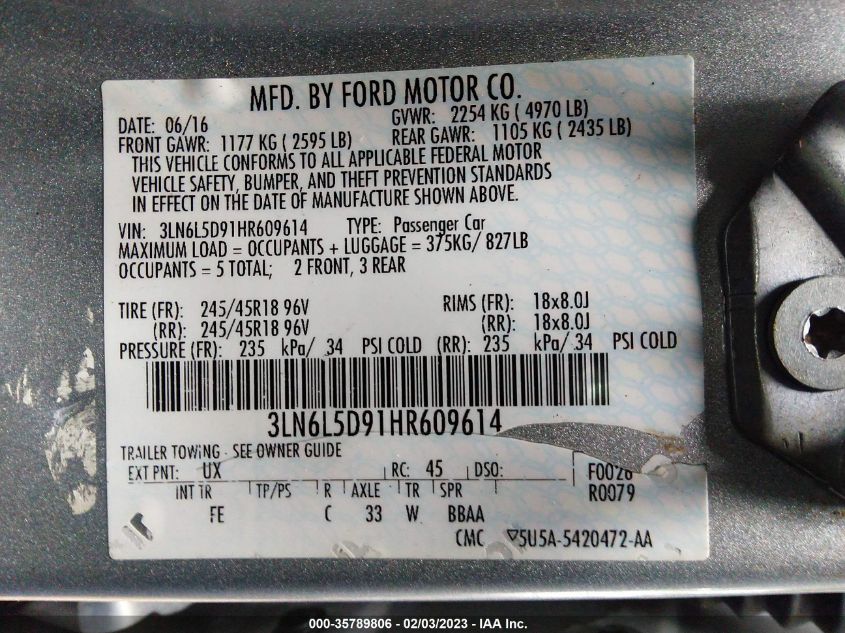 MFD. BY FORD MOTOR CO.
DATE: 06/16 GVWR: 2254 KG ( 4970 LB)
FRONT GAWR: 1177 KG ( 2595 LB) REAR GAWR: 1105 KG ( 2435 LB)
THIS VEHICLE CONFORMS TO ALL APPLICABLE FEDERAL MOTOR
VEHICLE SAFETY, BUMPER, AND THEFT PREVENTION STANDARDS
IN EFFECT ON THE DATE OF MANUFACTURE SHOWN ABOVE.
VIN: 3LN6L5D91HR609614 TYPE: Passenger Car
MAXIMUM LOAD = OCCUPANTS + LUGGAGE = 375KG/ 827LB
OCCUPANTS = 5 TOTAL; 2 FRONT, 3 REAR
TIRE (FR): 245/45R18 96V RIMS (FR): 18x8.0J
(RR): 245/45R18 96V (RR): 18x8.0J
PRESSURE (FR): 235 kPa/ 34 PSI COLD (RR): 235 kPa/ 34 PSI COLD
3LN6L5D91HR609614
TRAILER TOWING - SEE OWNER GUIDE
EXT PNT: UX RC: 45 DSO: F0026
INT TR TP/PS R AXLE TR SPR R0079
FE C 33 W BBAA
CMC 5U5A-5420472-AA
000-35789806 - 02/03/2023 - IAA Inc.